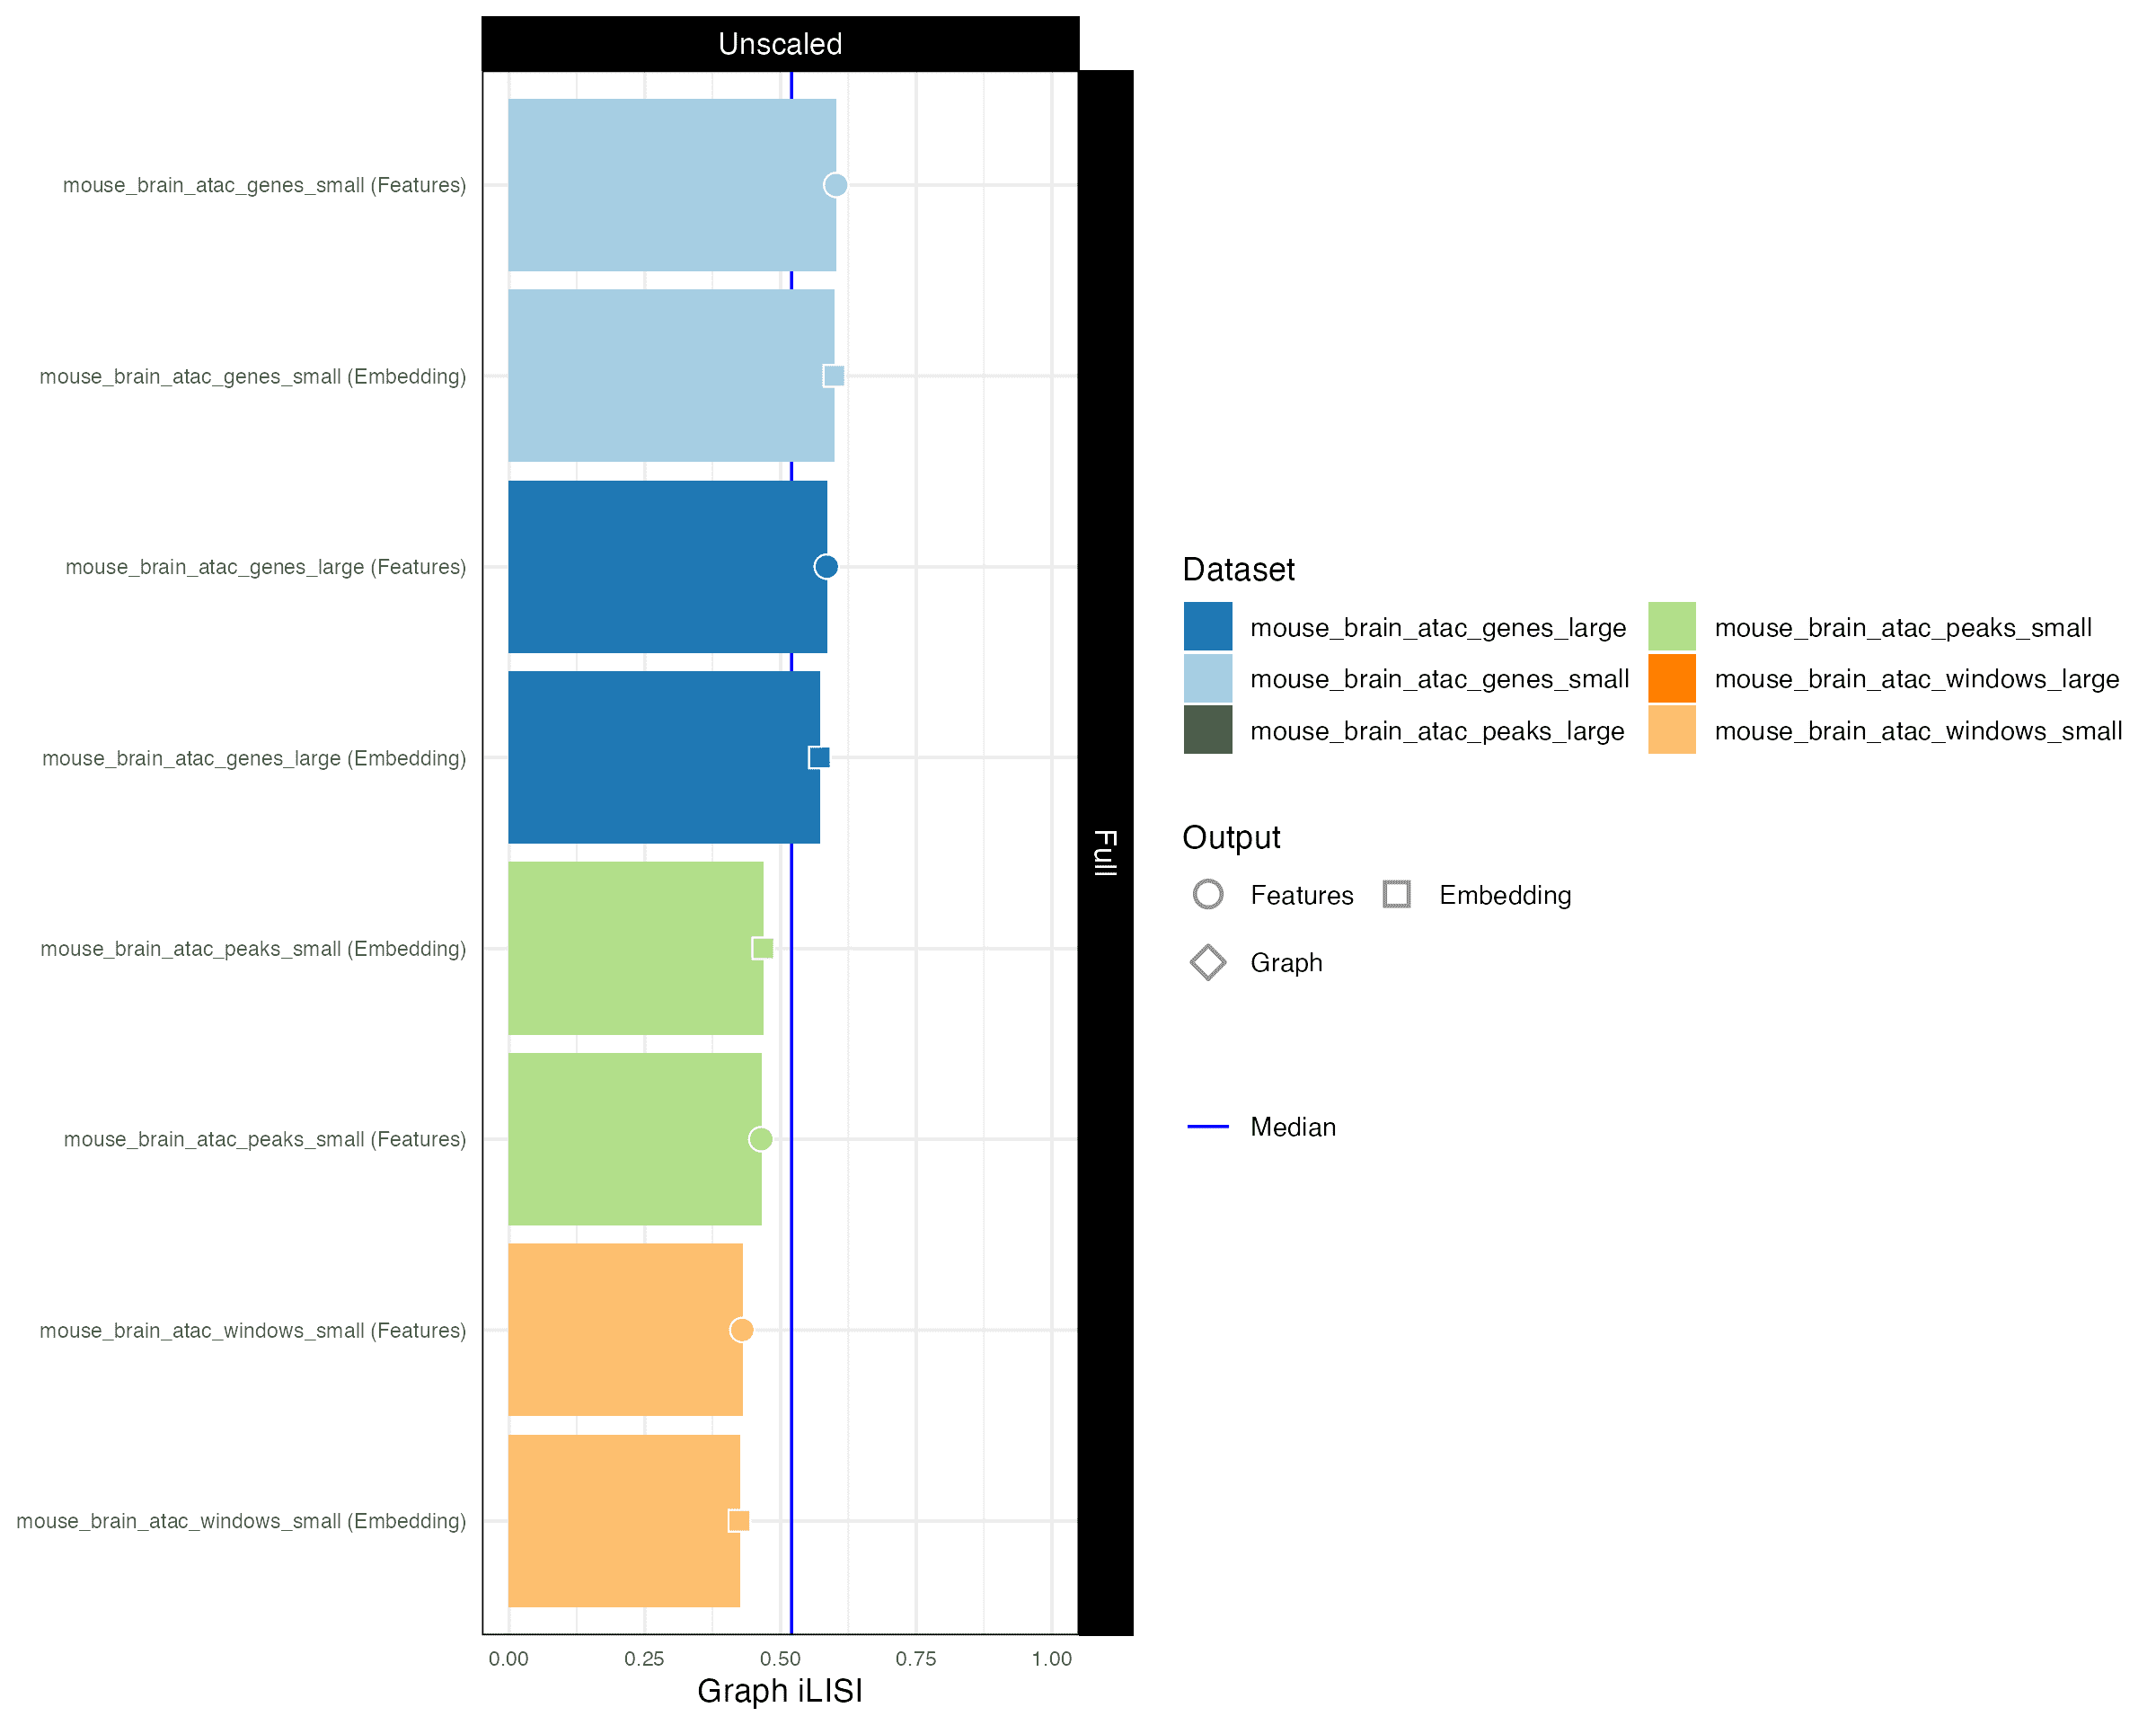 Unscaled
mouse_brain_atac_genes_small (Features)
mouse_brain_atac_genes_small (Embedding)
mouse_brain_atac_genes_large (Features)
mouse_brain_atac_genes_large (Embedding)
mouse_brain_atac_peaks_small (Embedding)
mouse_brain_atac_peaks_small (Features)
mouse_brain_atac_windows_small (Features)
mouse_brain_atac_windows_small (Embedding)
0.00 0.25 0.50 0.75 1.00
Graph iLISI
Full
Dataset
mouse_brain_atac_genes_large mouse_brain_atac_peaks_small
mouse_brain_atac_genes_small mouse_brain_atac_windows_large
mouse_brain_atac_peaks_large mouse_brain_atac_windows_small
Output
Features Embedding
Graph
Median